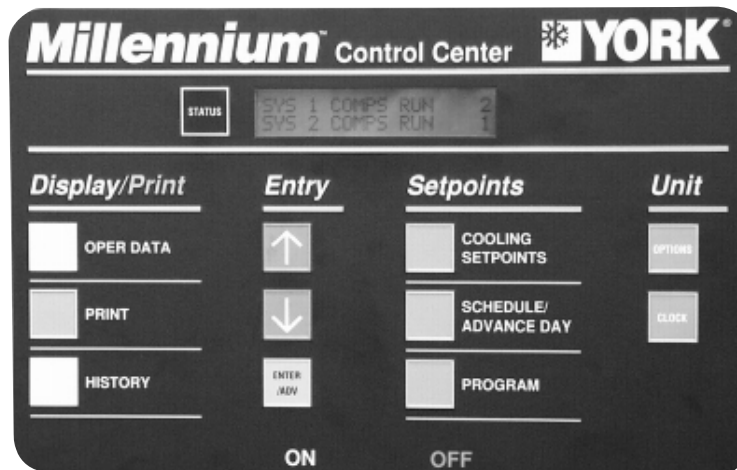 Millennium™ Control Center YORK®
STATUS
SYS 1 COMPS RUN 2
SYS 2 COMPS RUN 1
Display/Print Entry Setpoints Unit
OPER DATA
COOLING
SETPOINTS
OPTIONS
PRINT
SCHEDULE/
ADVANCE DAY
CLOCK
HISTORY
ENTER
/ADV
PROGRAM
ON OFF